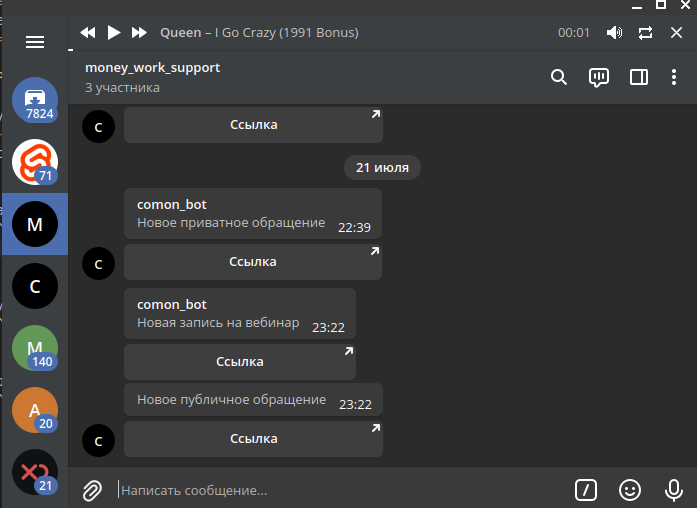 Queen – I Go Crazy (1991 Bonus)
00:01
money_work_support
3 участника
7824
71
M
C
M
140
A
20
21
C
Ссылка
21 июля
comon_bot
Новое приватное обращение 22:39
C
Ссылка
comon_bot
Новая запись на вебинар 23:22
Ссылка
Новое публичное обращение 23:22
C
Ссылка
Написать сообщение...